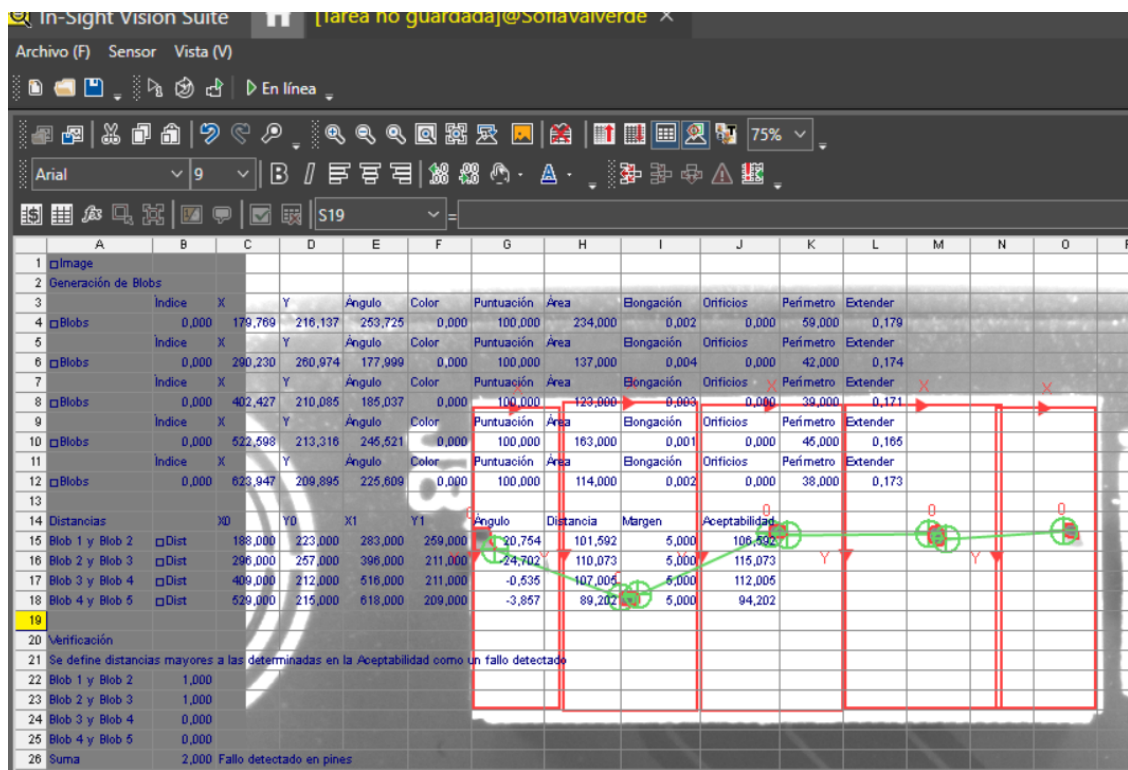 In-Sight Vision Suite [Tarea no guardada]@SofiaValverde ×
Archivo (F) Sensor Vista (V)
En línea
75%
Arial 9 B I A
S19 =
A B C D E F G H I J K L M N O
1 Image
2 Generación de Blobs
3 Índice X Y Ángulo Color Puntuación Área Elongación Orificios Perímetro Extender
4 Blobs 0,000 179,769 216,137 253,725 0,000 100,000 234,000 0,002 0,000 59,000 0,179
5 Índice X Y Ángulo Color Puntuación Área Elongación Orificios Perímetro Extender
6 Blobs 0,000 290,230 260,974 177,999 0,000 100,000 137,000 0,004 0,000 42,000 0,174
7 Índice X Y Ángulo Color Puntuación Área Elongación Orificios Perímetro Extender
8 Blobs 0,000 402,427 210,085 185,037 0,000 100,000 123,000 0,003 0,000 39,000 0,171
9 Índice X Y Ángulo Color Puntuación Área Elongación Orificios Perímetro Extender
10 Blobs 0,000 522,598 213,316 245,521 0,000 100,000 163,000 0,001 0,000 45,000 0,165
11 Índice X Y Ángulo Color Puntuación Área Elongación Orificios Perímetro Extender
12 Blobs 0,000 623,947 209,895 225,609 0,000 100,000 114,000 0,002 0,000 38,000 0,173
13
14 Distancias X0 Y0 X1 Y1 Ángulo Distancia Margen Aceptabilidad
15 Blob 1 y Blob 2 Dist 188,000 223,000 283,000 259,000 20,754 101,592 5,000 106,592
16 Blob 2 y Blob 3 Dist 296,000 257,000 396,000 211,000 -24,702 110,073 5,000 115,073
17 Blob 3 y Blob 4 Dist 409,000 212,000 516,000 211,000 -0,535 107,005 5,000 112,005
18 Blob 4 y Blob 5 Dist 529,000 215,000 618,000 209,000 -3,857 89,202 5,000 94,202
19
20 Verificación
21 Se define distancias mayores a las determinadas en la Aceptabilidad como un fallo detectado
22 Blob 1 y Blob 2 1,000
23 Blob 2 y Blob 3 1,000
24 Blob 3 y Blob 4 0,000
25 Blob 4 y Blob 5 0,000
26 Suma 2,000 Fallo detectado en pines